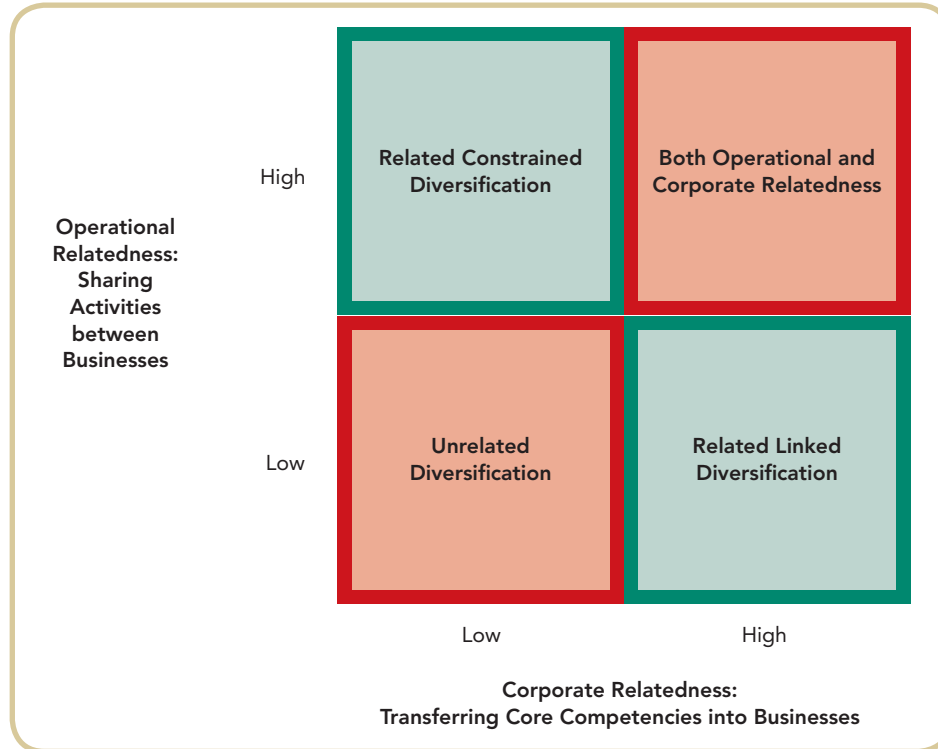 High
Related Constrained
Diversification
Both Operational and
Corporate Relatedness
Operational
Relatedness:
Sharing
Activities
between
Businesses
Low
Unrelated
Diversification
Related Linked
Diversification
Low
High
Corporate Relatedness:
Transferring Core Competencies into Businesses